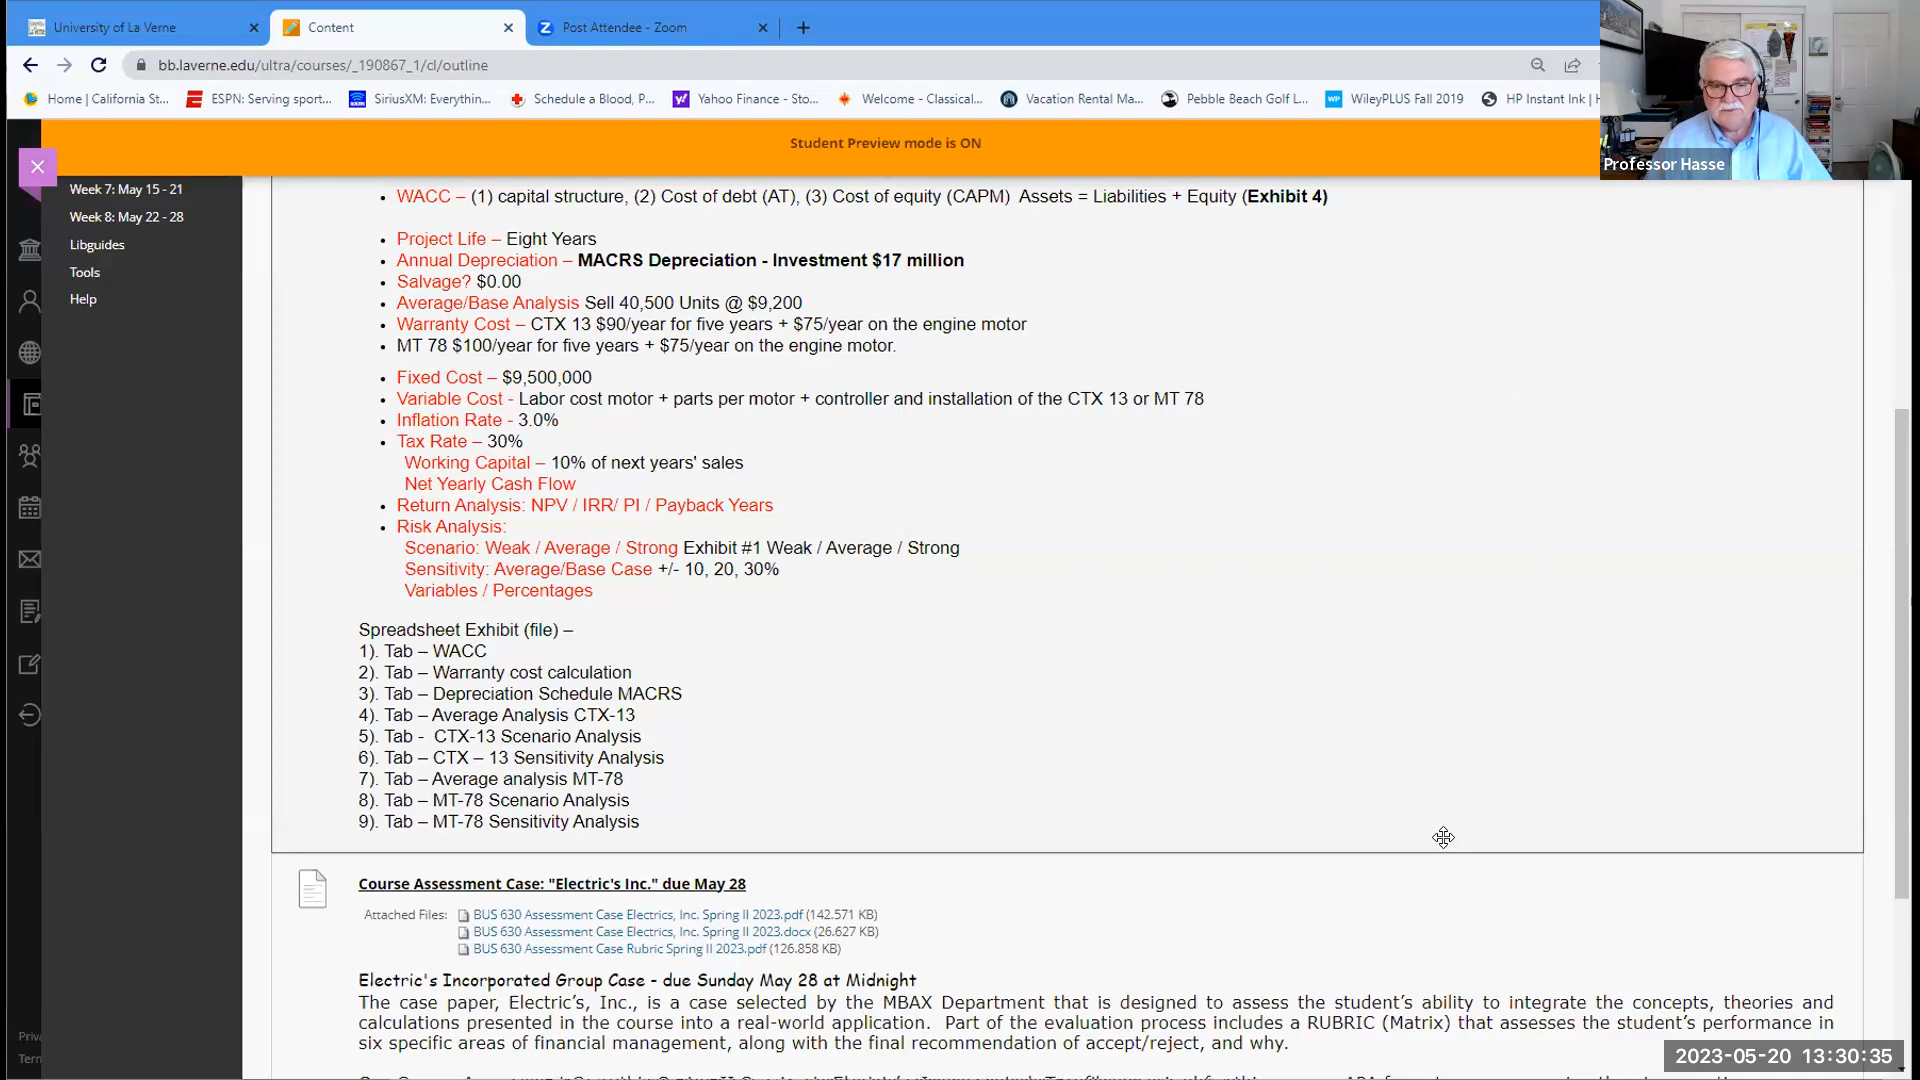 University of La Verne
Content
Post Attendee - Zoom
bb.laverne.edu/ultra/courses/_190867_1/cl/outline
Home | California St...
ESPN: Serving sport...
SiriusXM: Everythin...
Schedule a Blood, P...
Yahoo Finance - Sto...
Welcome - Classical...
Vacation Rental Ma...
Pebble Beach Golf L...
WileyPLUS Fall 2019
HP Instant Ink |
Student Preview mode is ON
Professor Hasse
Week 7: May 15 - 21
Week 8: May 22 - 28
Libguides
Tools
Help
• WACC – (1) capital structure, (2) Cost of debt (AT), (3) Cost of equity (CAPM) Assets = Liabilities + Equity (Exhibit 4)
• Project Life – Eight Years
• Annual Depreciation – MACRS Depreciation - Investment $17 million
• Salvage? $0.00
• Average/Base Analysis Sell 40,500 Units @ $9,200
• Warranty Cost – CTX 13 $90/year for five years + $75/year on the engine motor
• MT 78 $100/year for five years + $75/year on the engine motor.
• Fixed Cost – $9,500,000
• Variable Cost - Labor cost motor + parts per motor + controller and installation of the CTX 13 or MT 78
• Inflation Rate - 3.0%
• Tax Rate – 30%
Working Capital – 10% of next years' sales
Net Yearly Cash Flow
• Return Analysis: NPV / IRR/ PI / Payback Years
• Risk Analysis:
Scenario: Weak / Average / Strong Exhibit #1 Weak / Average / Strong
Sensitivity: Average/Base Case +/- 10, 20, 30%
Variables / Percentages
Spreadsheet Exhibit (file) –
1). Tab – WACC
2). Tab – Warranty cost calculation
3). Tab – Depreciation Schedule MACRS
4). Tab – Average Analysis CTX-13
5). Tab - CTX-13 Scenario Analysis
6). Tab – CTX – 13 Sensitivity Analysis
7). Tab – Average analysis MT-78
8). Tab – MT-78 Scenario Analysis
9). Tab – MT-78 Sensitivity Analysis
Course Assessment Case: "Electric's Inc." due May 28
Attached Files: BUS 630 Assessment Case Electrics, Inc. Spring II 2023.pdf (142.571 KB)
BUS 630 Assessment Case Electrics, Inc. Spring II 2023.docx (26.627 KB)
BUS 630 Assessment Case Rubric Spring II 2023.pdf (126.858 KB)
Electric's Incorporated Group Case - due Sunday May 28 at Midnight
The case paper, Electric's, Inc., is a case selected by the MBAX Department that is designed to assess the student's ability to integrate the concepts, theories and
calculations presented in the course into a real-world application. Part of the evaluation process includes a RUBRIC (Matrix) that assesses the student's performance in
six specific areas of financial management, along with the final recommendation of accept/reject, and why.
Priva
Term
2023-05-20 13:30:35